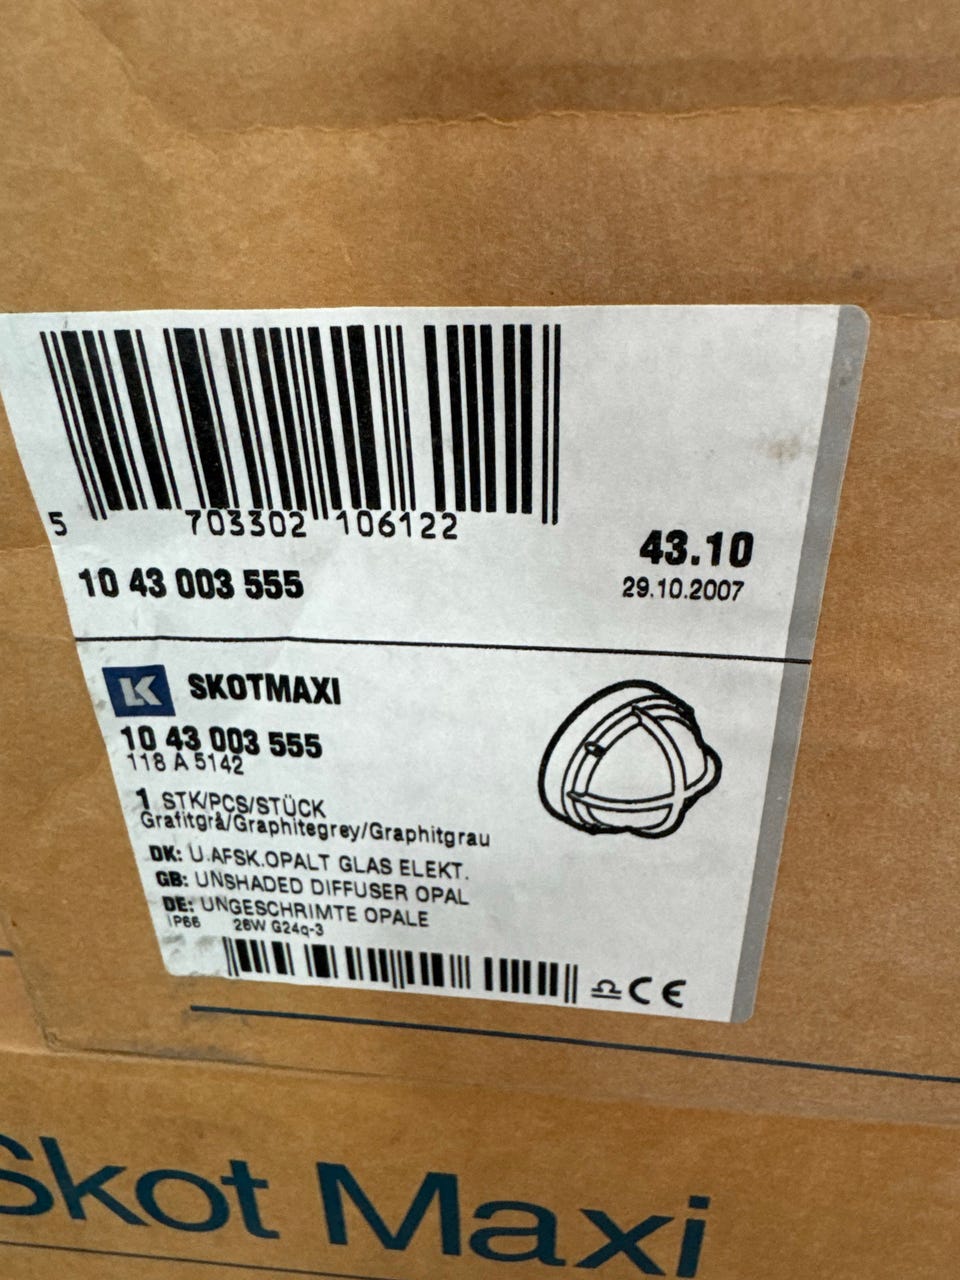 5 703302 106122
10 43 003 555
43.10
29.10.2007
LK SKOTMAXI
10 43 003 555
118 A 5142
1 STK/PCS/STÜCK
Grafitgrå/Graphitegrey/Graphitgrau
DK: U.AFSK.OPALT GLAS ELEKT.
GB: UNSHADED DIFFUSER OPAL
DE: UNGESCHRIMTE OPALE
IP66 26W G24q-3
CE
Skot Maxi